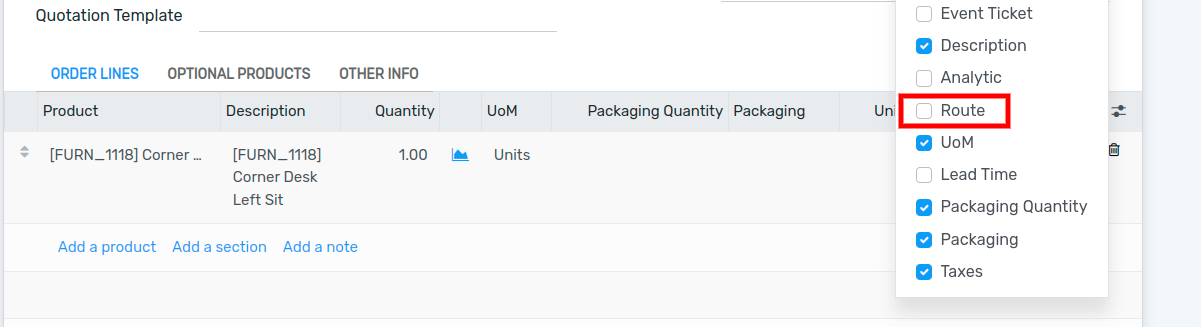 Quotation Template
ORDER LINES OPTIONAL PRODUCTS OTHER INFO
Product Description Quantity UoM Packaging Quantity Packaging
[FURN_1118] Corner ... [FURN_1118] 1.00 Units
Corner Desk
Left Sit
Add a product Add a section Add a note
Event Ticket
Description
Analytic
Route
UoM
Lead Time
Packaging Quantity
Packaging
Taxes